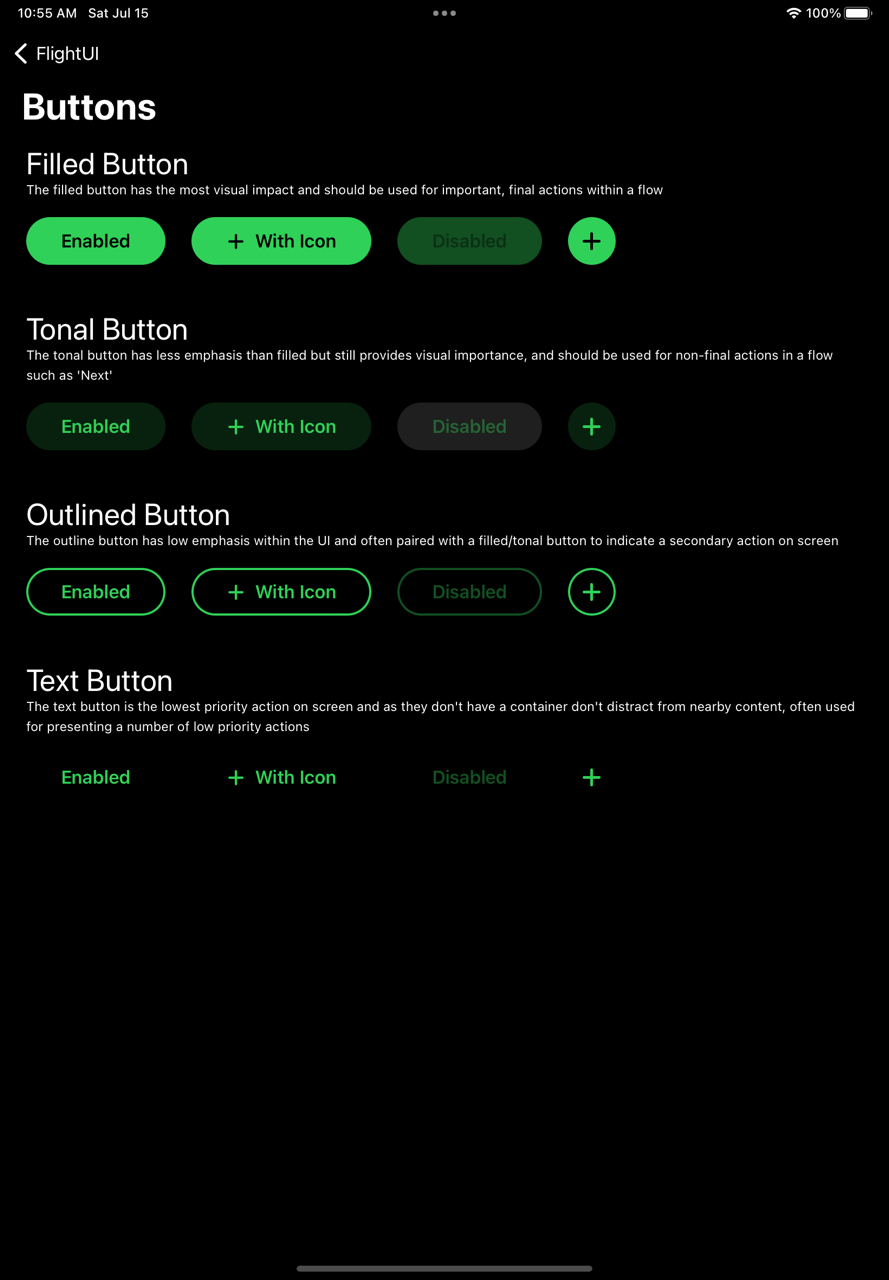 10:55 AM Sat Jul 15
100%
FlightUI
Buttons
Filled Button
The filled button has the most visual impact and should be used for important, final actions within a flow
Enabled + With Icon Disabled +
Tonal Button
The tonal button has less emphasis than filled but still provides visual importance, and should be used for non-final actions in a flow
such as 'Next'
Enabled + With Icon Disabled +
Outlined Button
The outline button has low emphasis within the UI and often paired with a filled/tonal button to indicate a secondary action on screen
Enabled + With Icon Disabled +
Text Button
The text button is the lowest priority action on screen and as they don't have a container don't distract from nearby content, often used
for presenting a number of low priority actions
Enabled + With Icon Disabled +